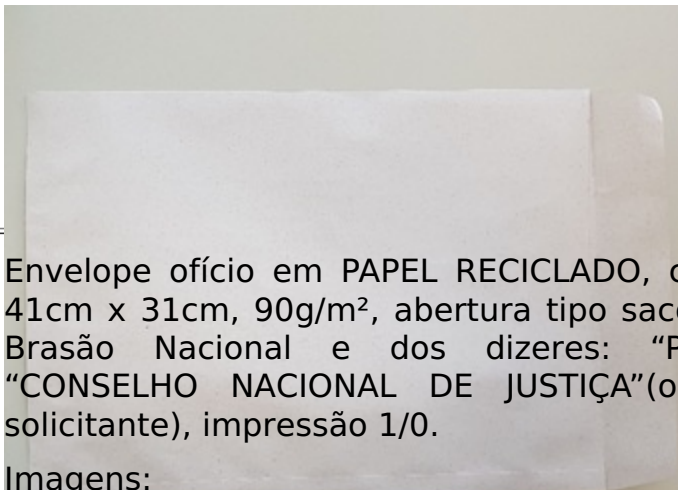 Envelope ofício em PAPEL RECICLADO,
41cm x 31cm, 90g/m², abertura tipo
Brasão Nacional e dos dizeres:
“CONSELHO NACIONAL DE JUSTIÇA”(o
solicitante), impressão 1/0.
Imagens: